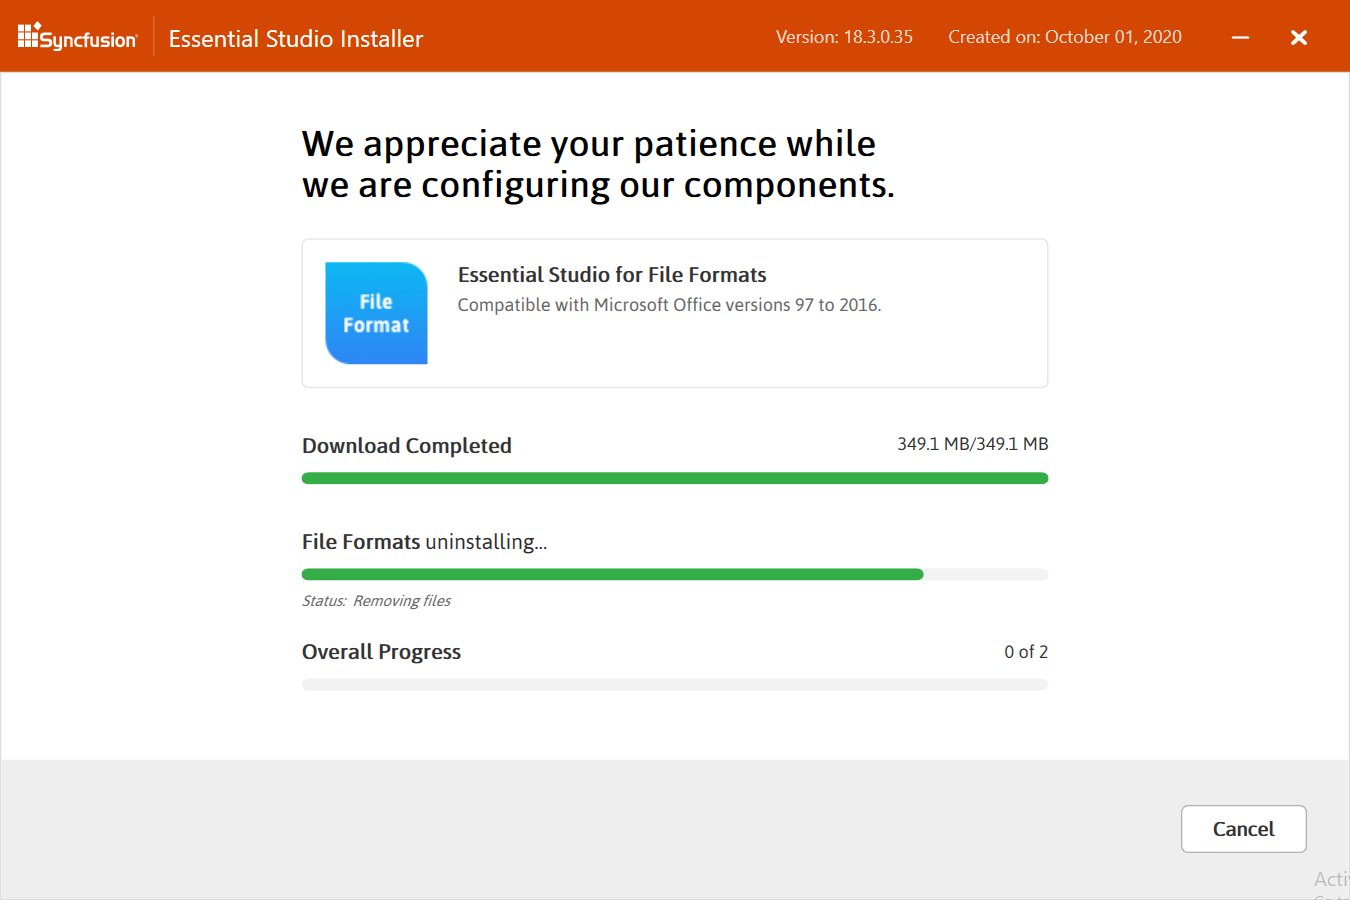 Syncfusion
Essential Studio Installer
Version: 18.3.0.35
Created on: October 01, 2020
We appreciate your patience while
we are configuring our components.
File
Format
Essential Studio for File Formats
Compatible with Microsoft Office versions 97 to 2016.
Download Completed
349.1 MB/349.1 MB
File Formats uninstalling...
Status: Removing files
Overall Progress
0 of 2
Cancel